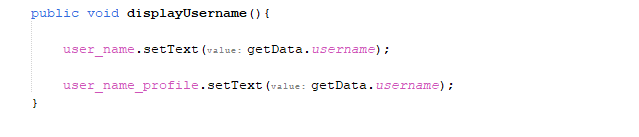 public void displayUsername(){
user_name.setText(value: getData.username);
user_name_profile.setText(value: getData.username);
}